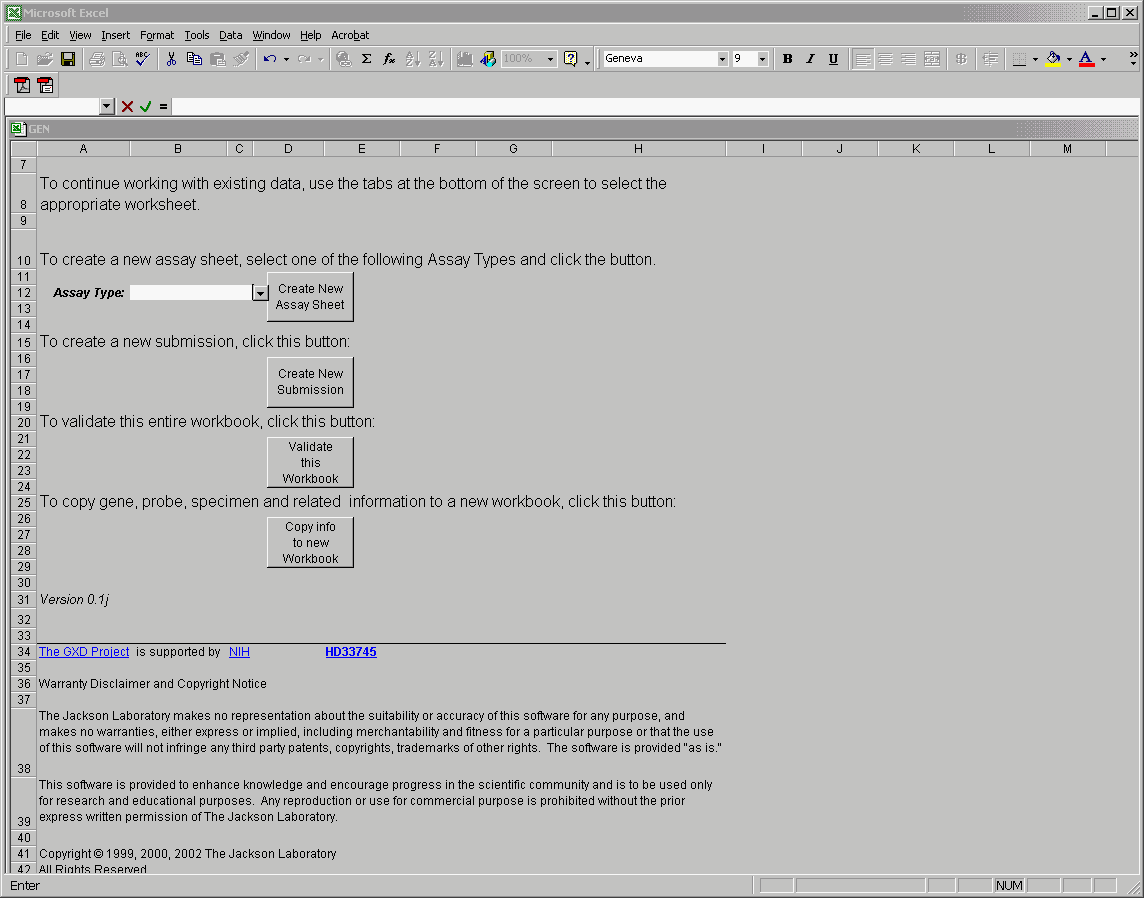 Microsoft Excel
File Edit View Insert Format Tools Data Window Help Acrobat
100% Geneva 9 B I U
GEN
A B C D E F G H I J K L M
7
To continue working with existing data, use the tabs at the bottom of the screen to select the
8 appropriate worksheet.
9
10 To create a new assay sheet, select one of the following Assay Types and click the button.
11
12 Assay Type:
Create New
Assay Sheet
13
14
15 To create a new submission, click this button:
16
17 Create New
18 Submission
19
20 To validate this entire workbook, click this button:
21
Validate
22 this
23 Workbook
24
25 To copy gene, probe, specimen and related information to a new workbook, click this button:
26
Copy info
27 to new
28 Workbook
29
30
31 Version 0.1j
32
33
34 The GXD Project is supported by NIH HD33745
35
36 Warranty Disclaimer and Copyright Notice
37
The Jackson Laboratory makes no representation about the suitability or accuracy of this software for any purpose, and
makes no warranties, either express or implied, including merchantability and fitness for a particular purpose or that the use
of this software will not infringe any third party patents, copyrights, trademarks of other rights. The software is provided "as is."
38
This software is provided to enhance knowledge and encourage progress in the scientific community and is to be used only
for research and educational purposes. Any reproduction or use for commercial purpose is prohibited without the prior
39 express written permission of The Jackson Laboratory.
40
41 Copyright © 1999, 2000, 2002 The Jackson Laboratory
42 All Rights Reserved
Enter NUM